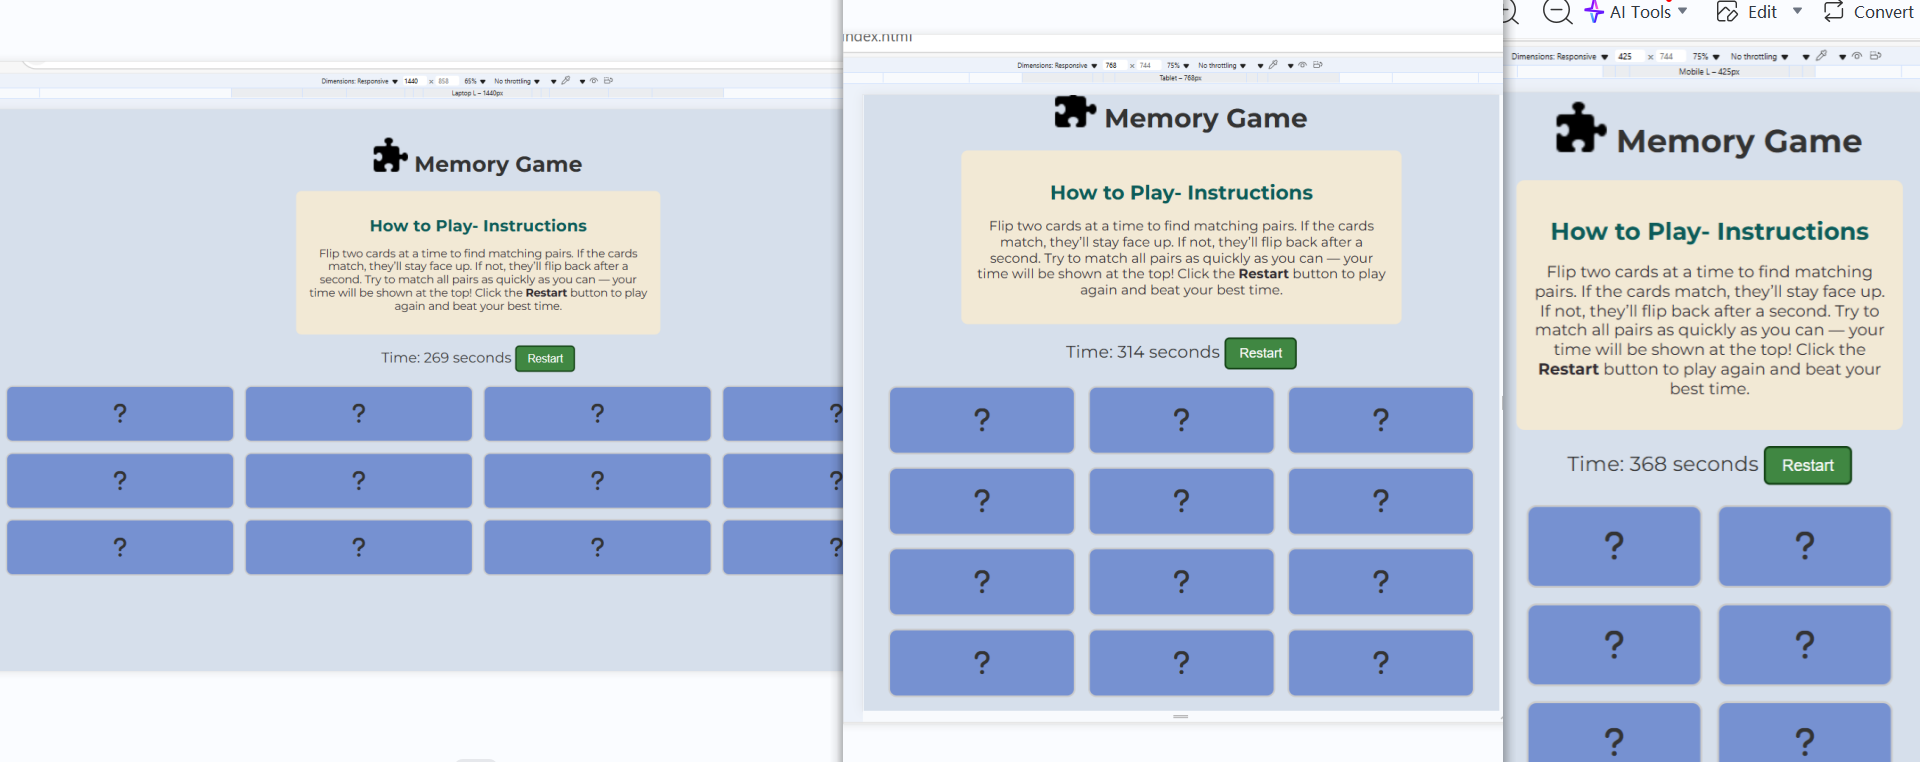 Dimensions: Responsive ▼ 1440 × 858 65% ▼ No throttling ▼
Laptop L – 1440px
Memory Game
How to Play- Instructions
Flip two cards at a time to find matching pairs. If the cards
match, they’ll stay face up. If not, they’ll flip back after a
second. Try to match all pairs as quickly as you can — your
time will be shown at the top! Click the Restart button to play
again and beat your best time.
Time: 269 seconds Restart
? ? ? ?
? ? ? ?
? ? ? ?
index.html
Dimensions: Responsive ▼ 768 × 744 75% ▼ No throttling ▼
Tablet – 768px
Memory Game
How to Play- Instructions
Flip two cards at a time to find matching pairs. If the cards
match, they’ll stay face up. If not, they’ll flip back after a
second. Try to match all pairs as quickly as you can — your
time will be shown at the top! Click the Restart button to play
again and beat your best time.
Time: 314 seconds Restart
? ? ?
? ? ?
? ? ?
? ? ?
AI Tools Edit Convert
Dimensions: Responsive ▼ 425 × 744 75% ▼ No throttling ▼
Mobile L – 425px
Memory Game
How to Play- Instructions
Flip two cards at a time to find matching
pairs. If the cards match, they’ll stay face up.
If not, they’ll flip back after a second. Try to
match all pairs as quickly as you can — your
time will be shown at the top! Click the
Restart button to play again and beat your
best time.
Time: 368 seconds Restart
? ?
? ?
? ?